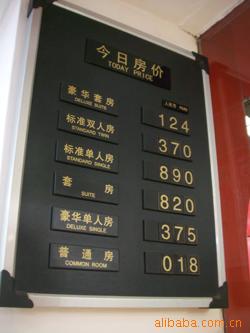 今日房价
TODAY PRICE
人民币 RMB
豪华套房
DELUXE SUITE
124
标准双人房
STANDARD TWIN
370
标准单人房
STANDARD SINGLE
890
套房
SUITE
820
豪华单人房
DELUXE SINGLE
375
普通房
COMMON ROOM
018
alibaba.com.cn